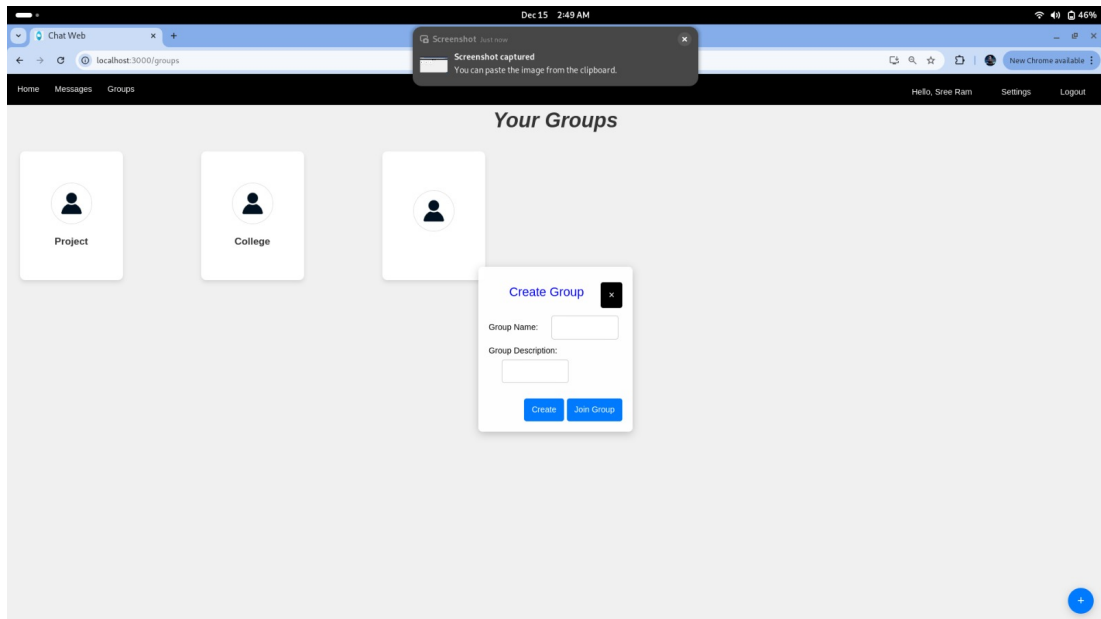 Dec 15 2:49 AM
46%
Chat Web
Screenshot Just now
Screenshot captured
You can paste the image from the clipboard.
localhost:3000/groups
New Chrome available
Home Messages Groups
Hello, Sree Ram Settings Logout
Your Groups
Project
College
Create Group ×
Group Name:
Group Description:
Create Join Group
+